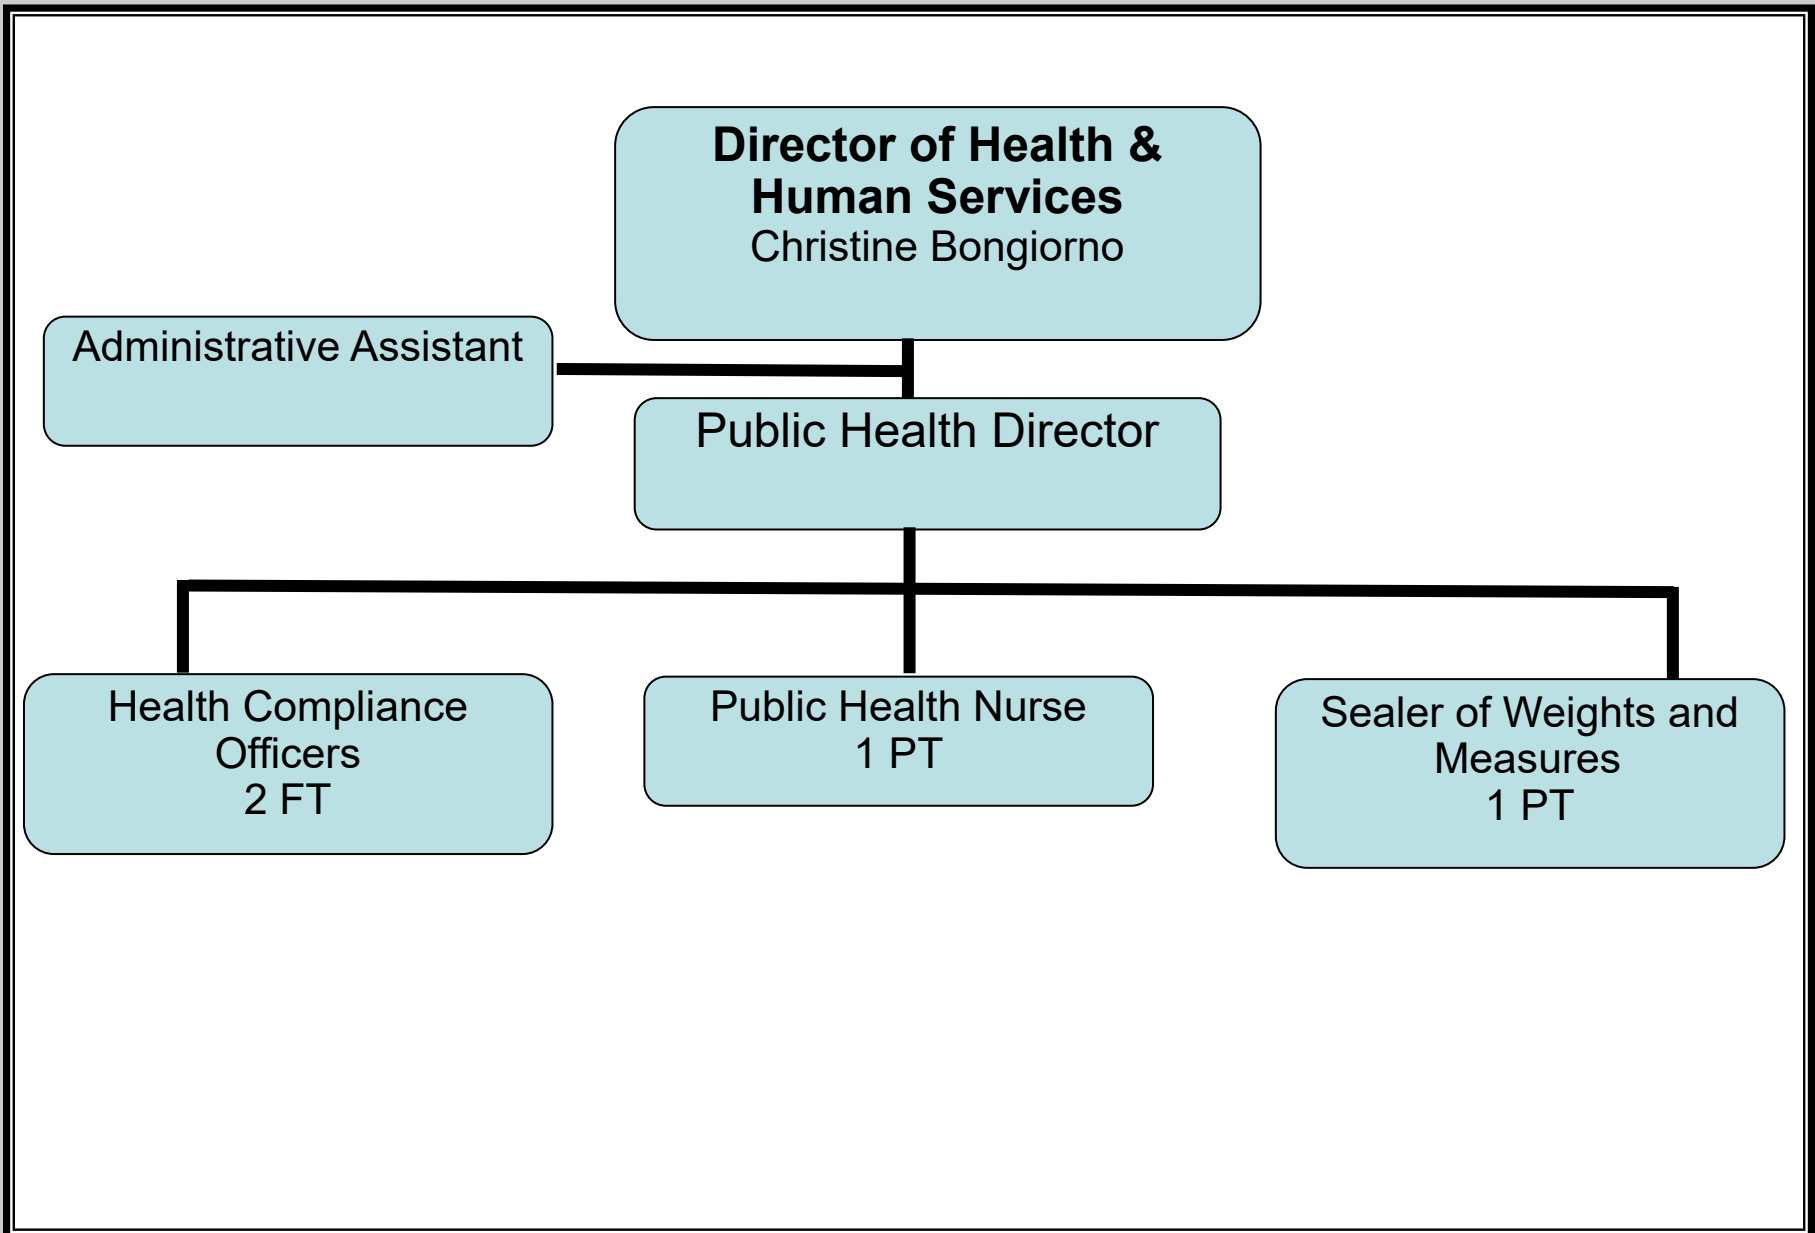 Director of Health &
Human Services
Christine Bongiorno
Administrative Assistant
Public Health Director
Health Compliance
Officers
2 FT
Public Health Nurse
1 PT
Sealer of Weights and
Measures
1 PT